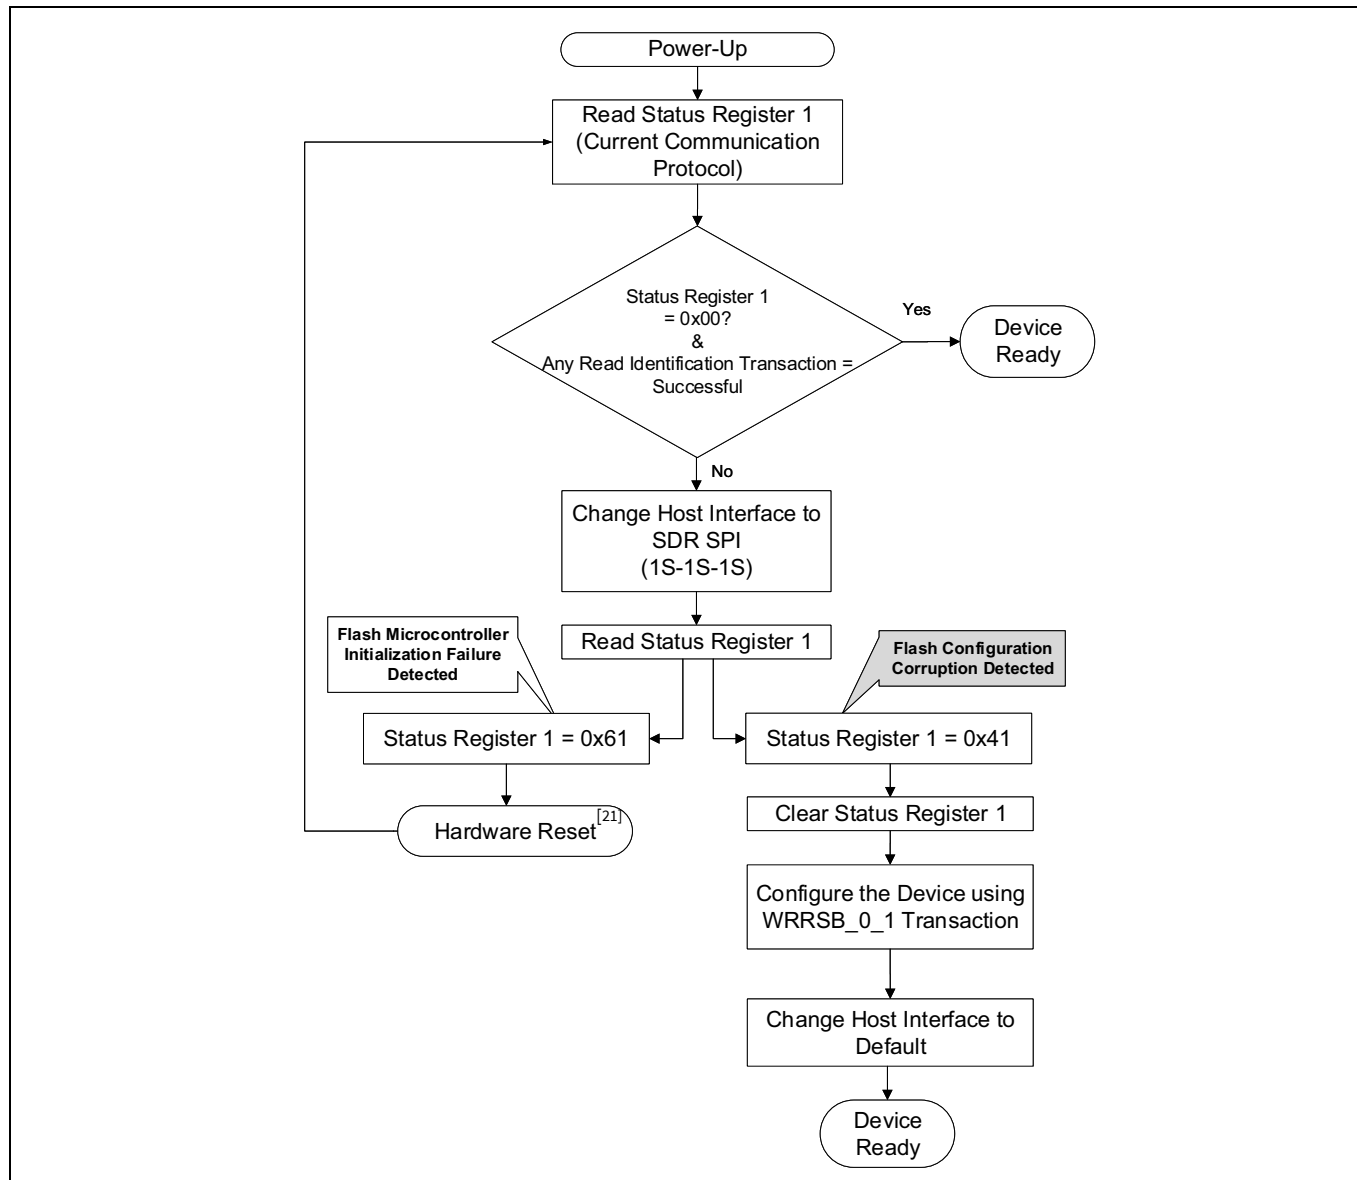 Power-Up
Read Status Register 1
(Current Communication
Protocol)
Status Register 1
= 0x00?
&
Any Read Identification Transaction =
Successful
Yes
Device
Ready
No
Change Host Interface to
SDR SPI
(1S-1S-1S)
Read Status Register 1
Flash Microcontroller
Initialization Failure
Detected
Flash Configuration
Corruption Detected
Status Register 1 = 0x61
Status Register 1 = 0x41
Hardware Reset[21]
Clear Status Register 1
Configure the Device using
WRRSB_0_1 Transaction
Change Host Interface to
Default
Device
Ready